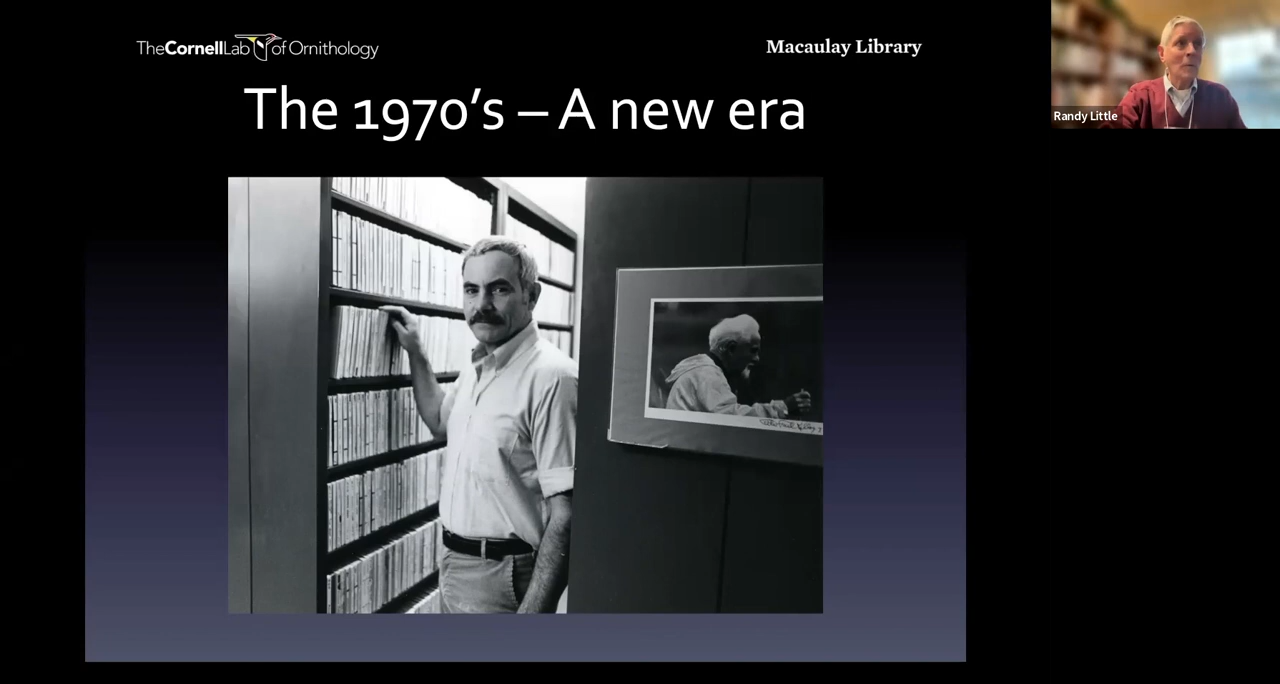 TheCornellLab of Ornithology
Macaulay Library
The 1970's – A new era
Randy Little